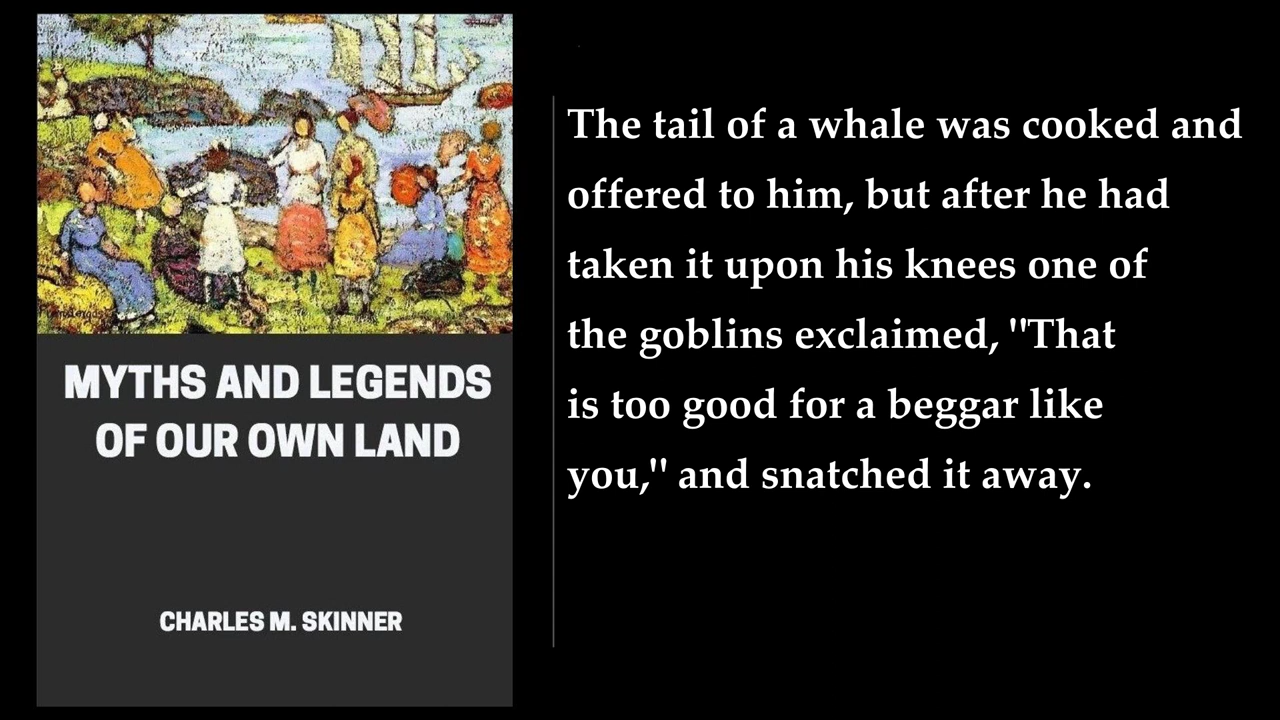 MYTHS AND LEGENDS
OF OUR OWN LAND
CHARLES M. SKINNER
The tail of a whale was cooked and
offered to him, but after he had
taken it upon his knees one of
the goblins exclaimed, "That
is too good for a beggar like
you," and snatched it away.